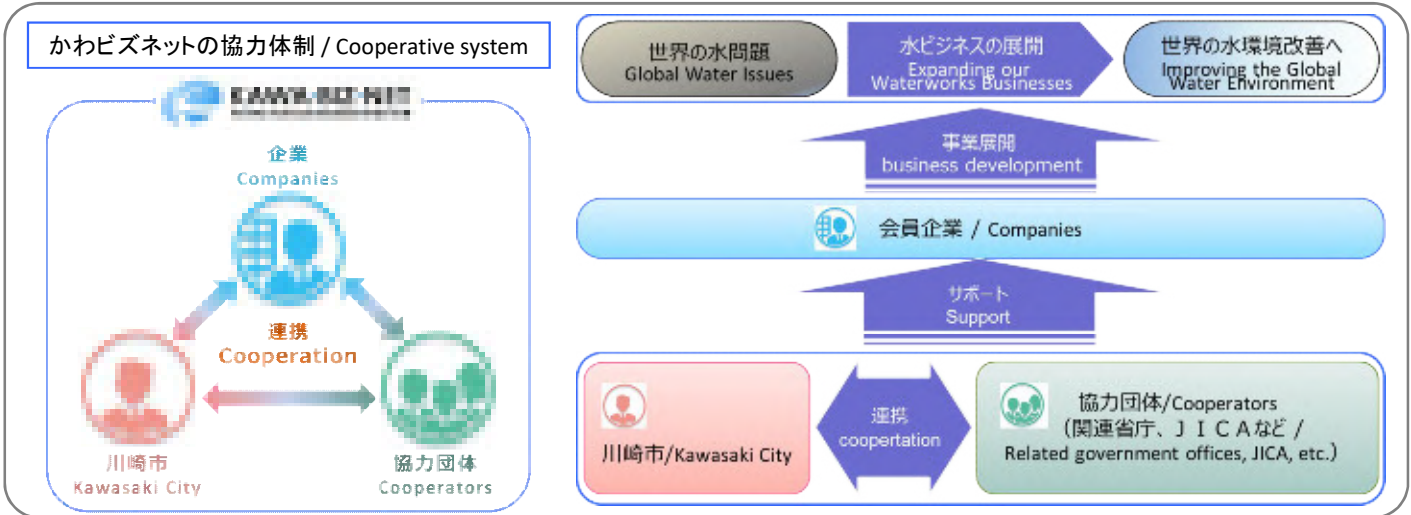 かわビズネットの協力体制 / Cooperative system
KAWA-BIZ-NET
企業
Companies
連携
Cooperation
川崎市
Kawasaki City
協力団体
Cooperators
世界の水問題
Global Water Issues
水ビジネスの展開
Expanding our
Waterworks Businesses
世界の水環境改善へ
Improving the Global
Water Environment
事業展開
business development
会員企業 / Companies
サポート
Support
川崎市/Kawasaki City
連携
coopertation
協力団体/Cooperators
（関連省庁、ＪＩＣＡなど /
Related government offices, JICA, etc.）